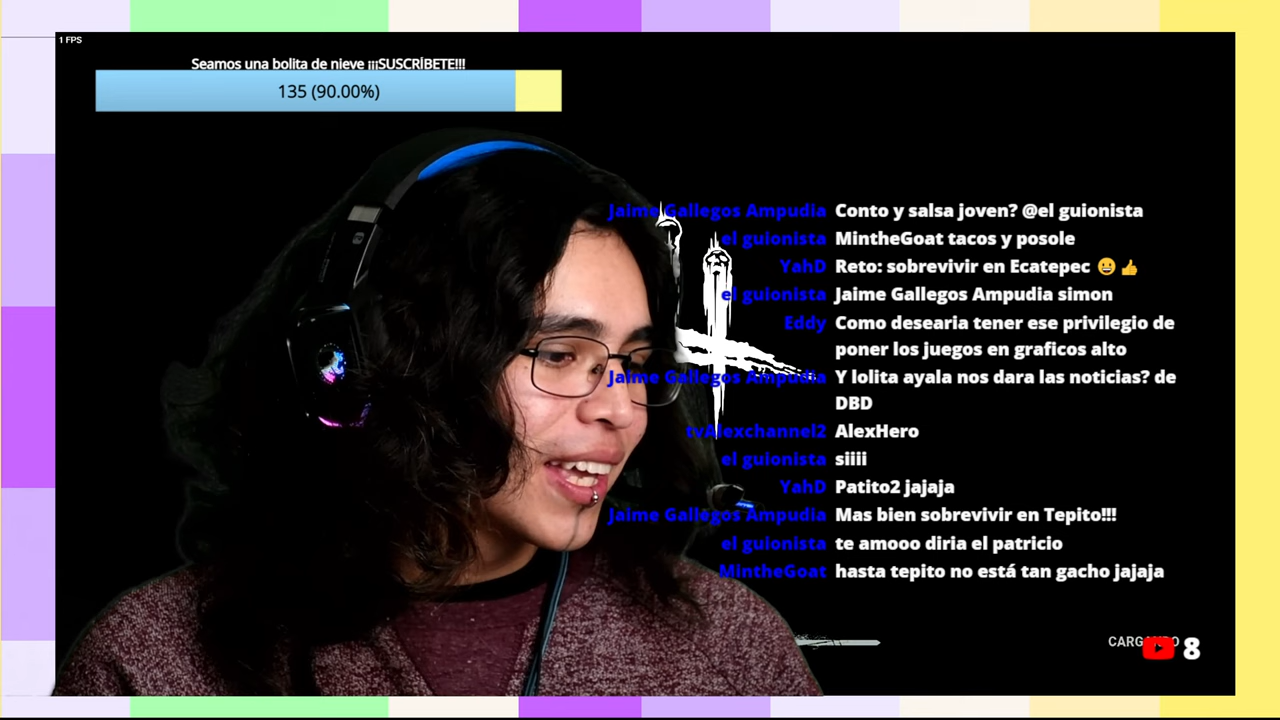 1 FPS
Seamos una bolita de nieve ¡¡¡SUSCRÍBETE!!!
135 (90.00%)
Jaime Gallegos Ampudia Conto y salsa joven? @el guionista
el guionista MintheGoat tacos y posole
YahD Reto: sobrevivir en Ecatepec 😀👍
el guionista Jaime Gallegos Ampudia simon
Eddy Como desearia tener ese privilegio de
poner los juegos en graficos alto
Jaime Gallegos Ampudia Y lolita ayala nos dara las noticias? de
DBD
tvAlexchannel2 AlexHero
el guionista siiii
YahD Patito2 jajaja
Jaime Gallegos Ampudia Mas bien sobrevivir en Tepito!!!
el guionista te amooo diria el patricio
MintheGoat hasta tepito no está tan gacho jajaja
8